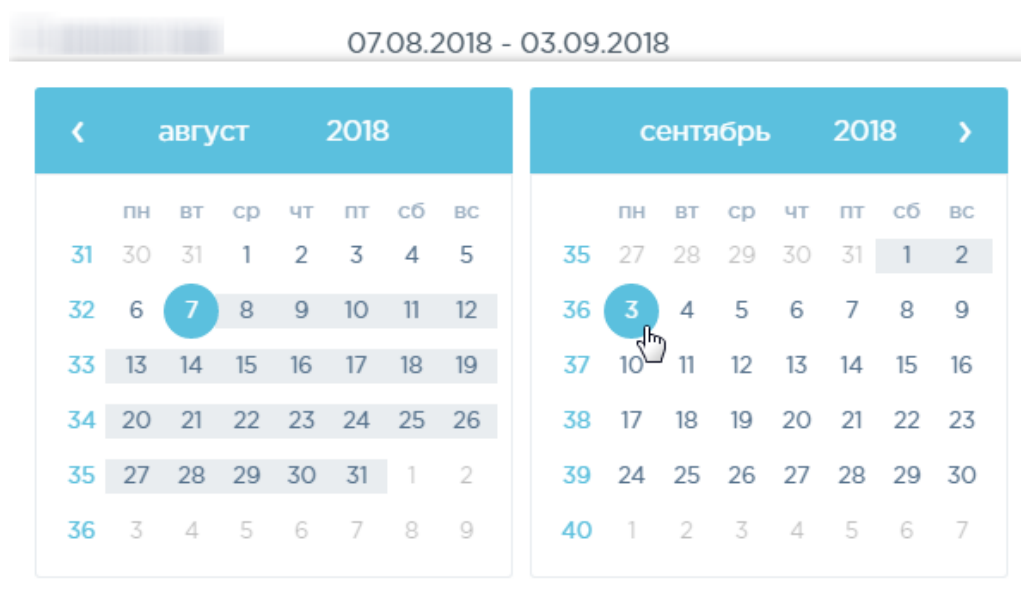 07.08.2018 - 03.09.2018
‹ август 2018
пн вт ср чт пт сб вс
31 30 31 1 2 3 4 5
32 6 7 8 9 10 11 12
33 13 14 15 16 17 18 19
34 20 21 22 23 24 25 26
35 27 28 29 30 31 1 2
36 3 4 5 6 7 8 9
сентябрь 2018 ›
пн вт ср чт пт сб вс
35 27 28 29 30 31 1 2
36 3 4 5 6 7 8 9
37 10 11 12 13 14 15 16
38 17 18 19 20 21 22 23
39 24 25 26 27 28 29 30
40 1 2 3 4 5 6 7